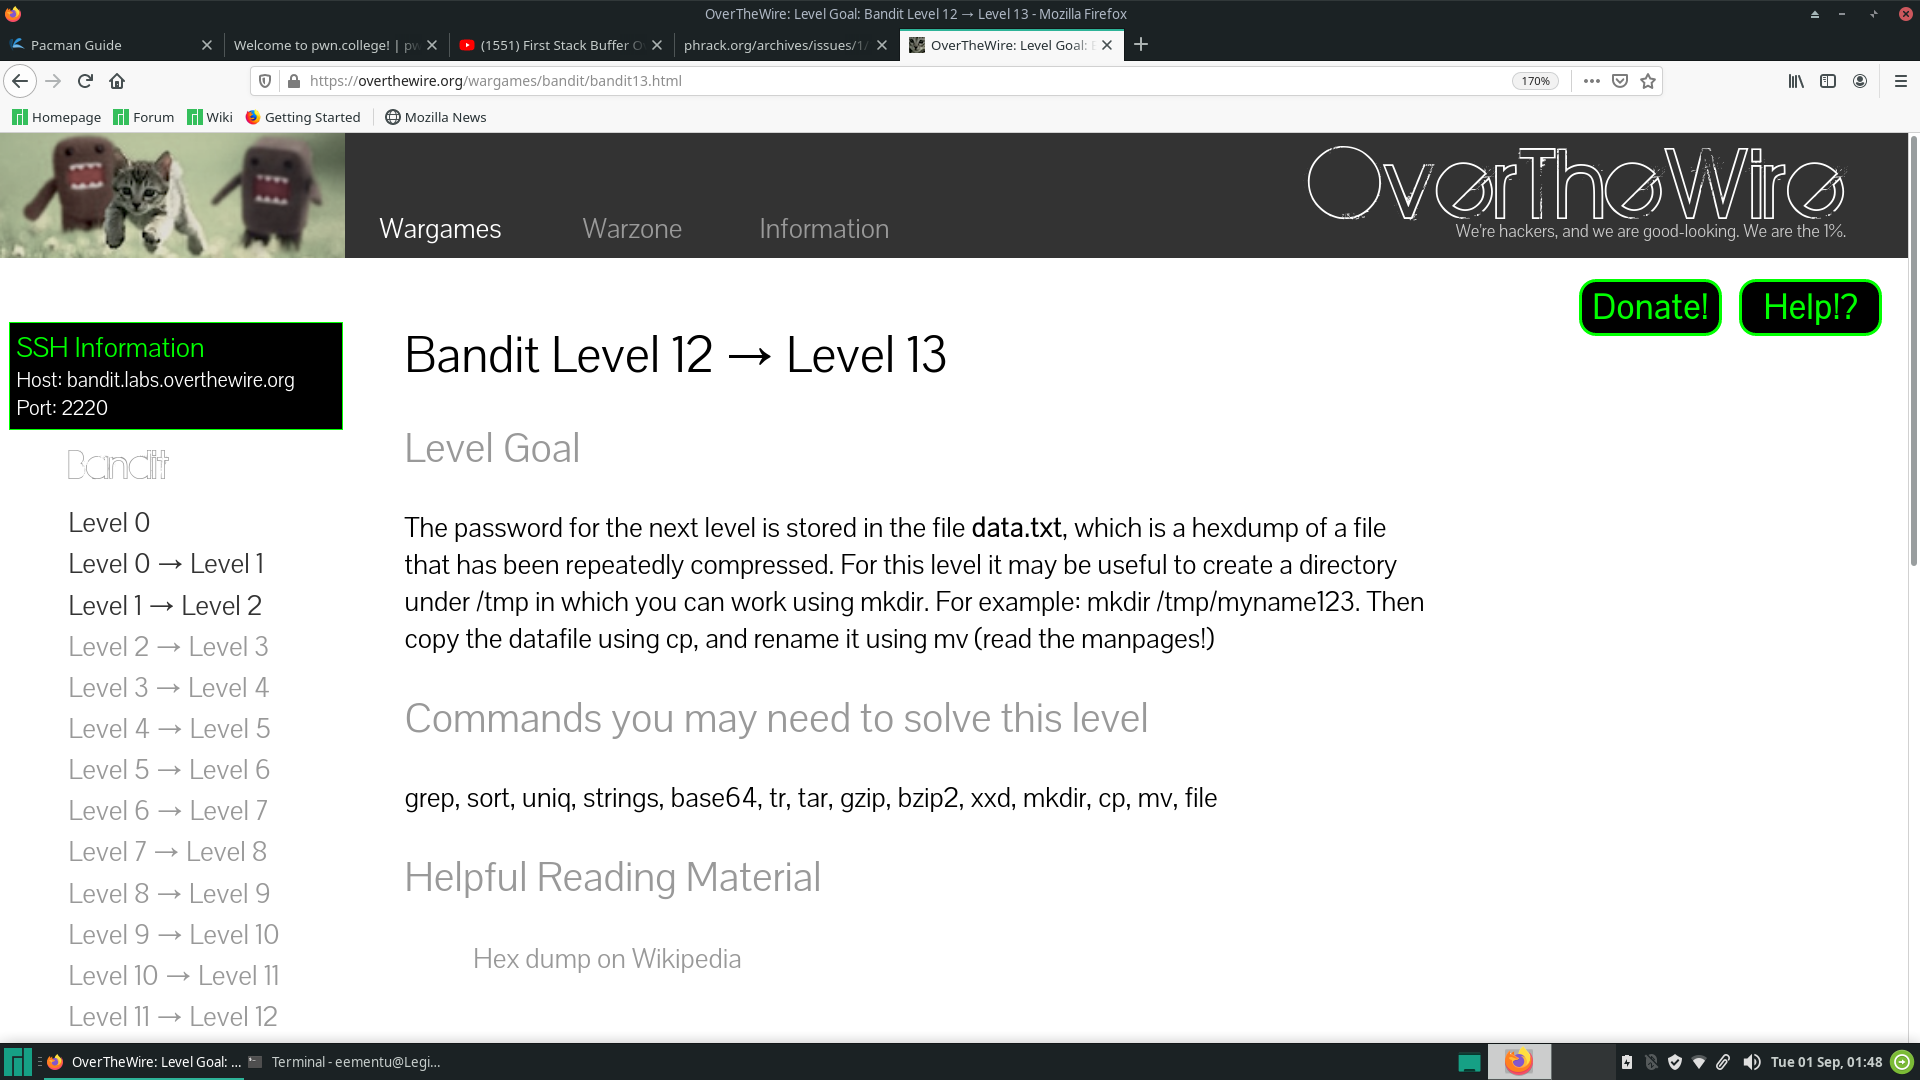 OverTheWire: Level Goal: Bandit Level 12 → Level 13 - Mozilla Firefox
Pacman Guide
Welcome to pwn.college! | pw
(1551) First Stack Buffer O
phrack.org/archives/issues/1
OverTheWire: Level Goal: B
https://overthewire.org/wargames/bandit/bandit13.html
170%
Homepage
Forum
Wiki
Getting Started
Mozilla News
Wargames
Warzone
Information
OverTheWire
We're hackers, and we are good-looking. We are the 1%.
Donate!
Help!?
SSH Information
Host: bandit.labs.overthewire.org
Port: 2220
Bandit
Level 0
Level 0 → Level 1
Level 1 → Level 2
Level 2 → Level 3
Level 3 → Level 4
Level 4 → Level 5
Level 5 → Level 6
Level 6 → Level 7
Level 7 → Level 8
Level 8 → Level 9
Level 9 → Level 10
Level 10 → Level 11
Level 11 → Level 12
Bandit Level 12 → Level 13
Level Goal
The password for the next level is stored in the file data.txt, which is a hexdump of a file
that has been repeatedly compressed. For this level it may be useful to create a directory
under /tmp in which you can work using mkdir. For example: mkdir /tmp/myname123. Then
copy the datafile using cp, and rename it using mv (read the manpages!)
Commands you may need to solve this level
grep, sort, uniq, strings, base64, tr, tar, gzip, bzip2, xxd, mkdir, cp, mv, file
Helpful Reading Material
Hex dump on Wikipedia
OverTheWire: Level Goal: ...
Terminal - eementu@Legi...
Tue 01 Sep, 01:48